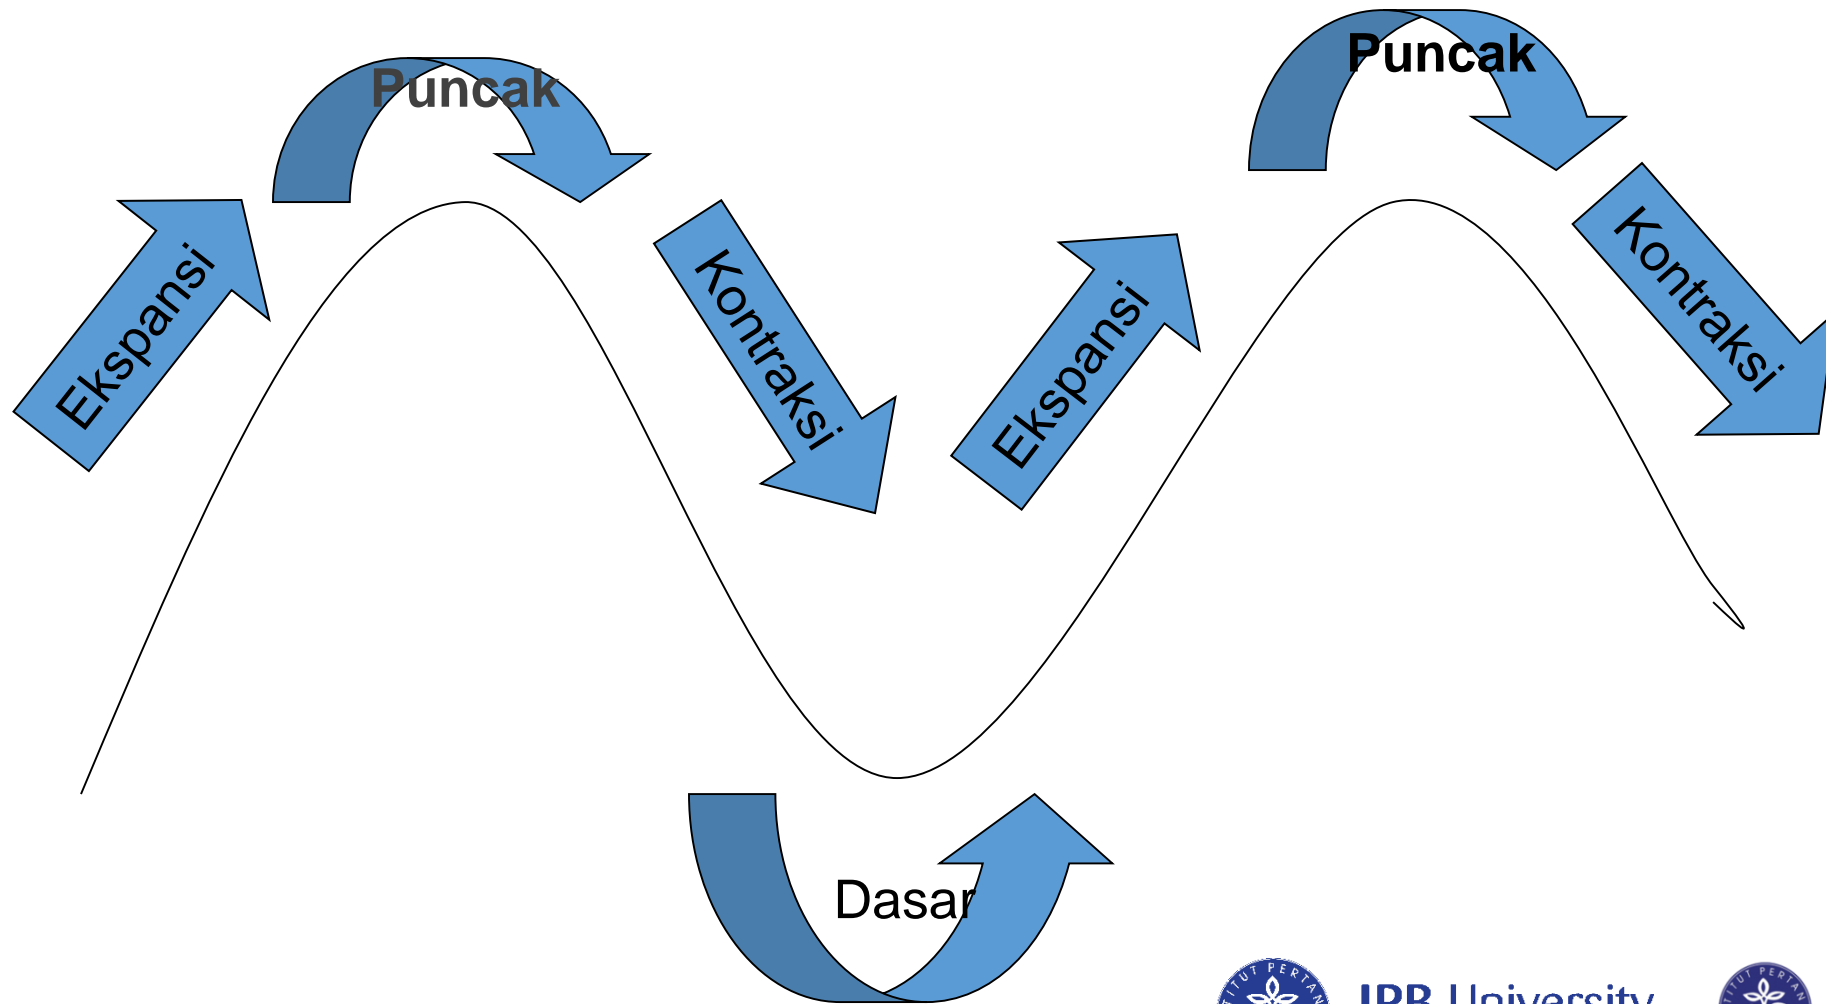 Puncak
Puncak
Ekspansi
Kontraksi
Ekspansi
Kontraksi
Dasar
IPB University